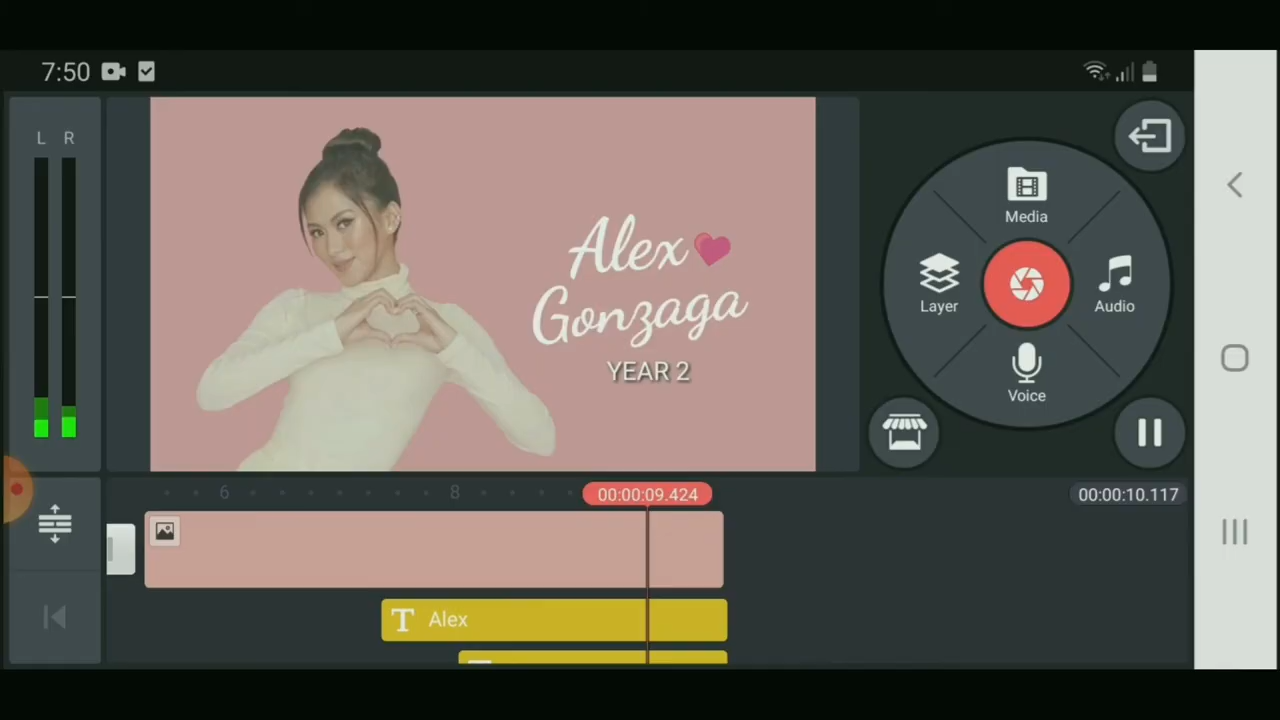 7:50
L R
Alex
Gonzaga
YEAR 2
Media
Layer
Audio
Voice
6 8 00:00:09.424 00:00:10.117
T Alex